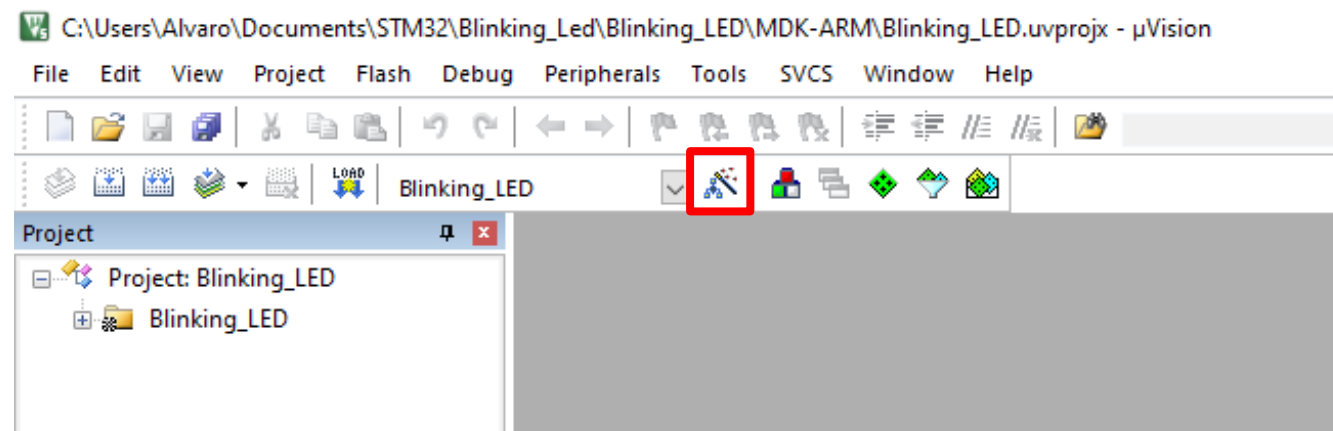 C:\Users\Alvaro\Documents\STM32\Blinking_Led\Blinking_LED\MDK-ARM\Blinking_LED.uvprojx - µVision
File Edit View Project Flash Debug Peripherals Tools SVCS Window Help
LOAD Blinking_LED
Project
Project: Blinking_LED
Blinking_LED